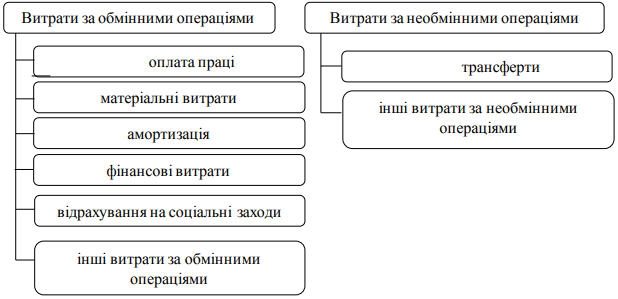 Витрати за обмінними операціями
оплата праці
матеріальні витрати
амортизація
фінансові витрати
відрахування на соціальні заходи
інші витрати за обмінними
операціями
Витрати за необмінними операціями
трансферти
інші витрати за необмінними
операціями